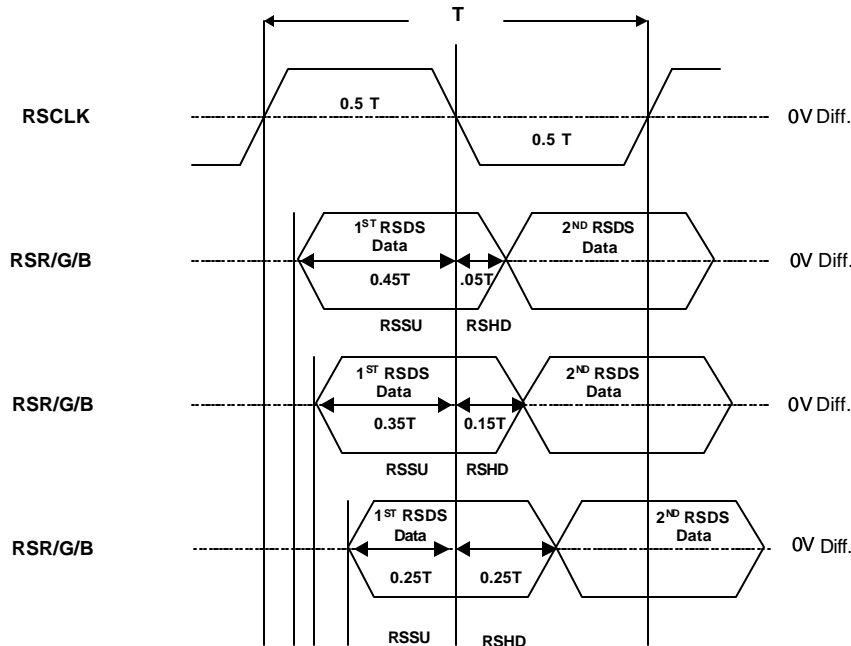 T
RSCLK
0.5 T
0.5 T
0V Diff.
RSR/G/B
1ST RSDS
Data
2ND RSDS
Data
0.45T
.05T
0V Diff.
RSSU
RSHD
RSR/G/B
1ST RSDS
Data
2ND RSDS
Data
0.35T
0.15T
0V Diff.
RSSU
RSHD
RSR/G/B
1ST RSDS
Data
2ND RSDS
Data
0.25T
0.25T
0V Diff.
RSSU
RSHD